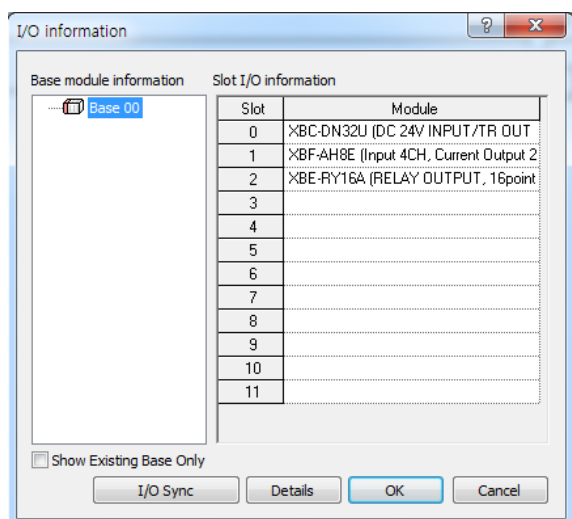 I/O information
?
X
Base module information
Slot I/O information
Base 00
Slot Module
0 XBC-DN32U (DC 24V INPUT/TR OUT
1 XBF-AH8E (Input 4CH, Current Output 2
2 XBE-RY16A (RELAY OUTPUT, 16point
3
4
5
6
7
8
9
10
11
Show Existing Base Only
I/O Sync Details OK Cancel